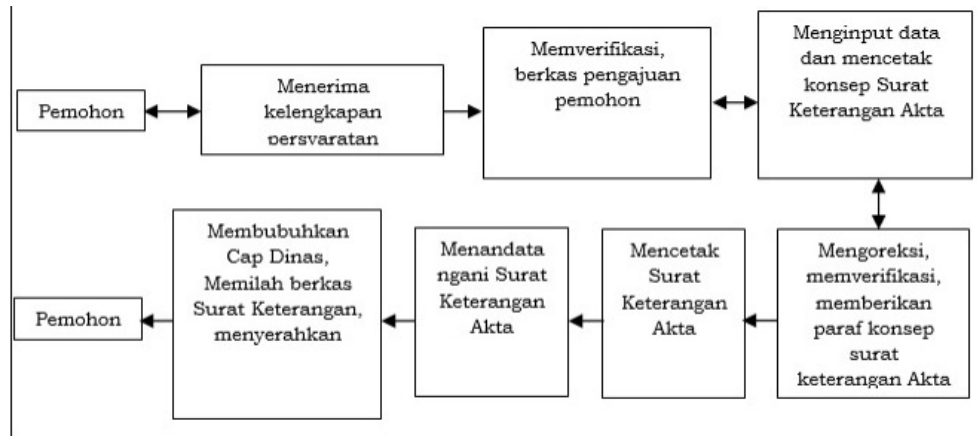 Pemohon
Menerima
kelengkapan
persyaratan
Memverifikasi,
berkas pengajuan
pemohon
Menginput data
dan mencetak
konsep Surat
Keterangan Akta
Mengoreksi,
memverifikasi,
memberikan
paraf konsep
surat
keterangan Akta
Mencetak
Surat
Keterangan
Akta
Menandata
ngani Surat
Keterangan
Akta
Membubuhkan
Cap Dinas,
Memilah berkas
Surat Keterangan,
menyerahkan
Pemohon